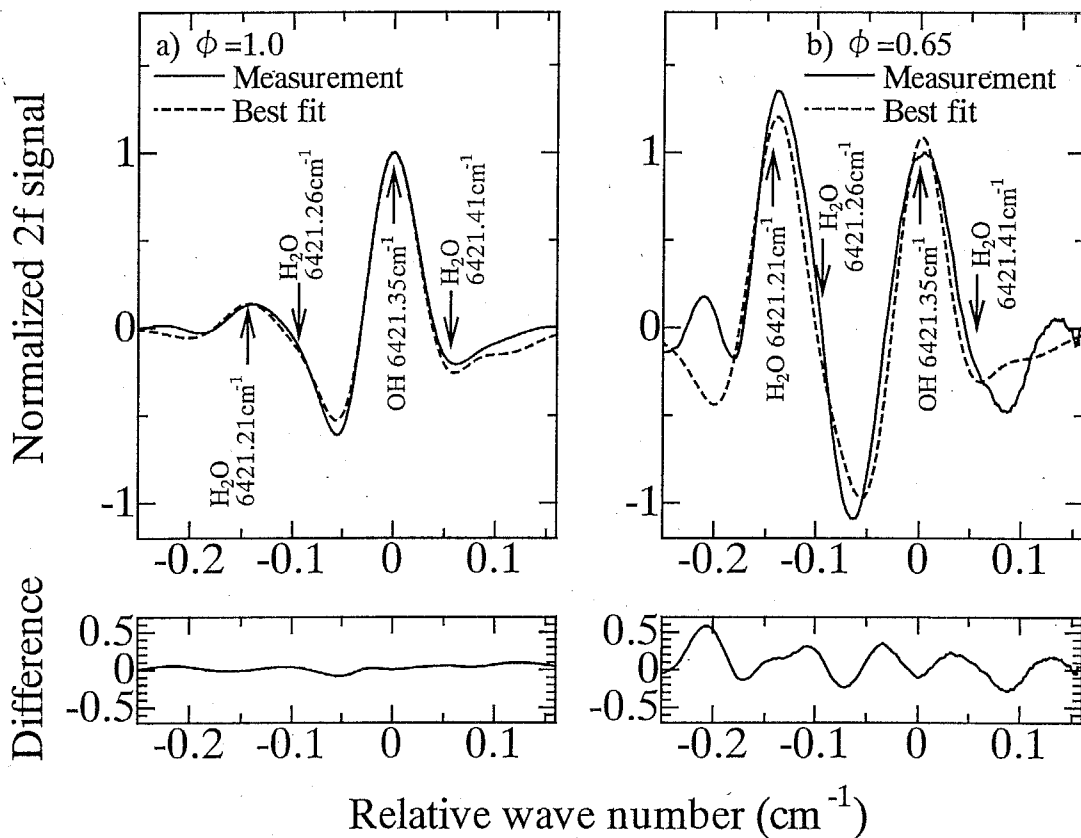 a) ϕ=1.0
Measurement
Best fit
H₂O
6421.26cm⁻¹
H₂O
6421.41cm⁻¹
OH 6421.35cm⁻¹
H₂O
6421.21cm⁻¹
1
0
-1
-0.2 -0.1 0 0.1
Normalized 2f signal
b) ϕ=0.65
Measurement
Best fit
H₂O
6421.26cm⁻¹
H₂O
6421.41cm⁻¹
H₂O 6421.21cm⁻¹
OH 6421.35cm⁻¹
1
0
-1
-0.2 -0.1 0 0.1
Difference
0.5
0
-0.5
-0.2 -0.1 0 0.1
0.5
0
-0.5
-0.2 -0.1 0 0.1
Relative wave number (cm⁻¹)